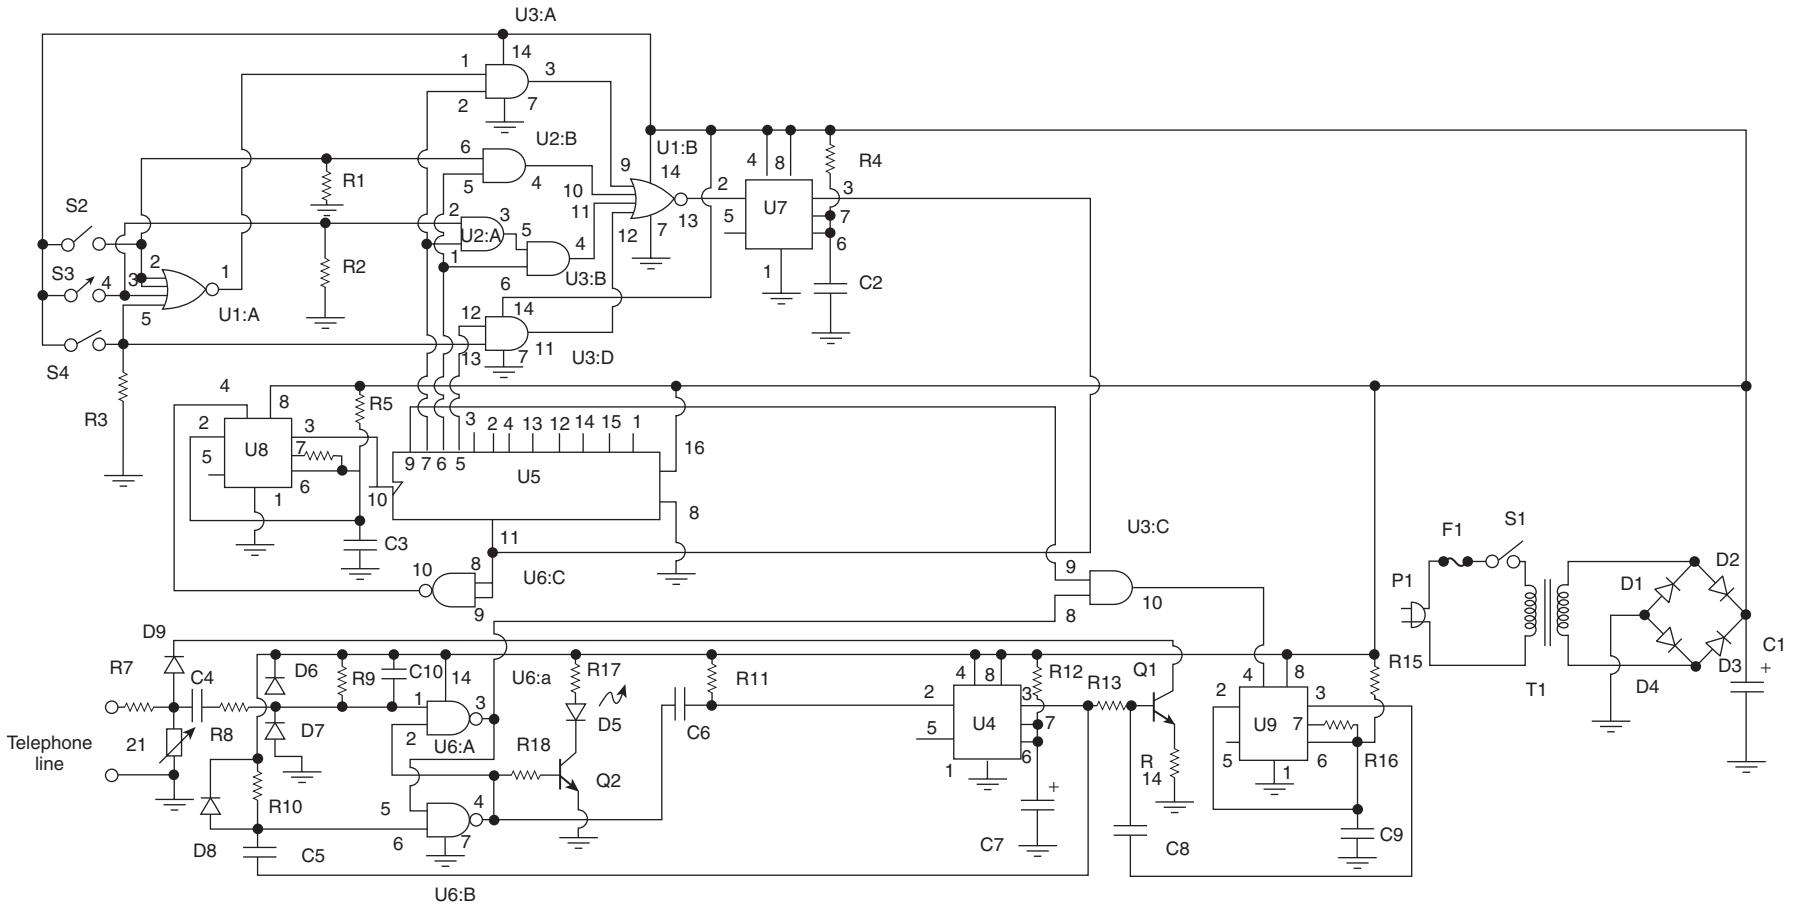 U3:A
14
1
3
2
7
U2:B
6
5
4
9
U1:B
14
4
8
R4
R1
10
2
3
S2
2
3
5
11
13
5
U7
7
U2:A
4
12
7
6
S3
4
3
2
1
1
R2
1
U3:B
C2
5
U1:A
6
12
14
11
U3:D
13
7
S4
4
8
R5
R3
2
3
3
2
4
13
12
14
15
1
U8
7
16
5
9
7
6
5
U5
6
1
10
8
11
U3:C
C3
10
8
U6:C
9
9
10
8
F1
S1
P1
D1
D2
C1
+
D3
D4
T1
D9
R7
C4
D6
R9
C10
14
U6:a
R17
R11
4
8
R12
Q1
R13
4
8
R15
2
3
2
3
1
3
D5
21
R8
D7
5
U4
7
U9
7
Telephone
line
2
U6:A
C6
6
5
6
R16
R18
1
R
14
1
Q2
R10
5
4
+
6
7
D8
C5
C7
C8
C9
U6:B